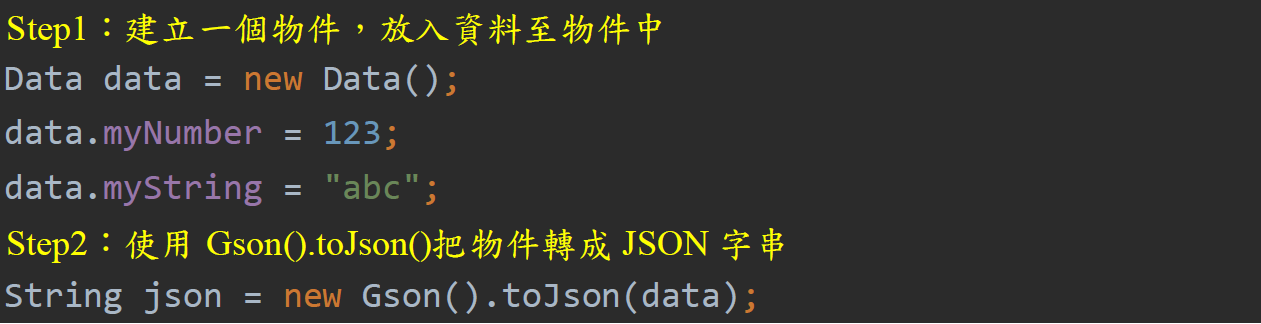 Step1：建立一個物件，放入資料至物件中
Data data = new Data();
data.myNumber = 123;
data.myString = "abc";
Step2：使用 Gson().toJson()把物件轉成 JSON 字串
String json = new Gson().toJson(data);